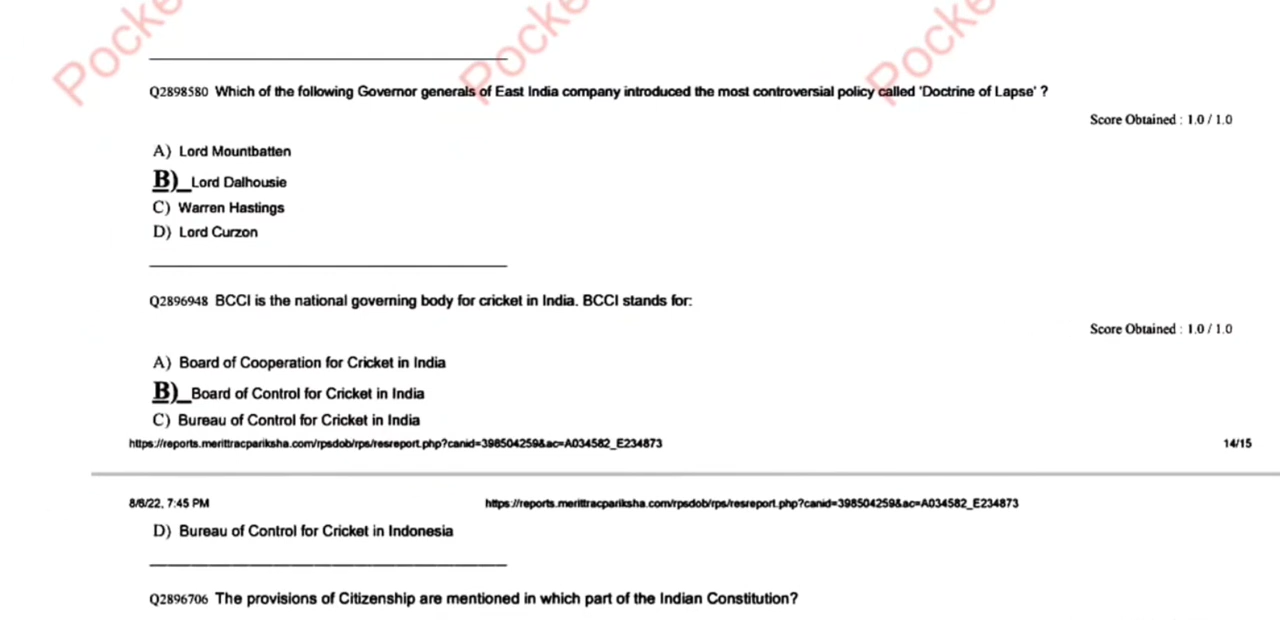 Pocke Pocke Pocke
Q2898580 Which of the following Governor generals of East India company introduced the most controversial policy called 'Doctrine of Lapse' ?
Score Obtained : 1.0 / 1.0
A) Lord Mountbatten
B) Lord Dalhousie
C) Warren Hastings
D) Lord Curzon
Q2896948 BCCI is the national governing body for cricket in India. BCCI stands for:
Score Obtained : 1.0 / 1.0
A) Board of Cooperation for Cricket in India
B) Board of Control for Cricket in India
C) Bureau of Control for Cricket in India
https://reports.merittracpariksha.com/rpsdob/rps/resreport.php?canid=398504259&ac=A034582_E234873 14/15
8/8/22, 7:45 PM https://reports.merittracpariksha.com/rpsdob/rps/resreport.php?canid=398504259&ac=A034582_E234873
D) Bureau of Control for Cricket in Indonesia
Q2896706 The provisions of Citizenship are mentioned in which part of the Indian Constitution?